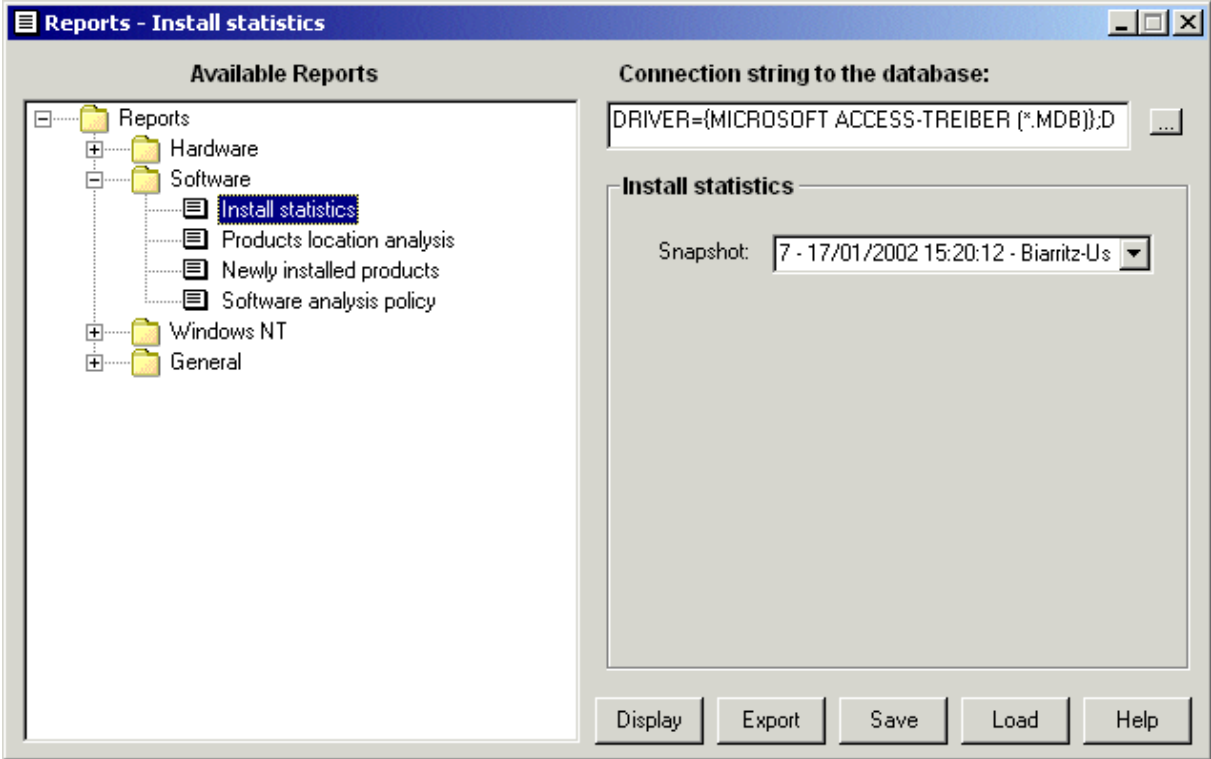 Reports - Install statistics
Available Reports
Reports
Hardware
Software
Install statistics
Products location analysis
Newly installed products
Software analysis policy
Windows NT
General
Connection string to the database:
DRIVER={MICROSOFT ACCESS-TREIBER (*.MDB)};D
...
Install statistics
Snapshot: 7 - 17/01/2002 15:20:12 - Biarritz-Us
Display Export Save Load Help